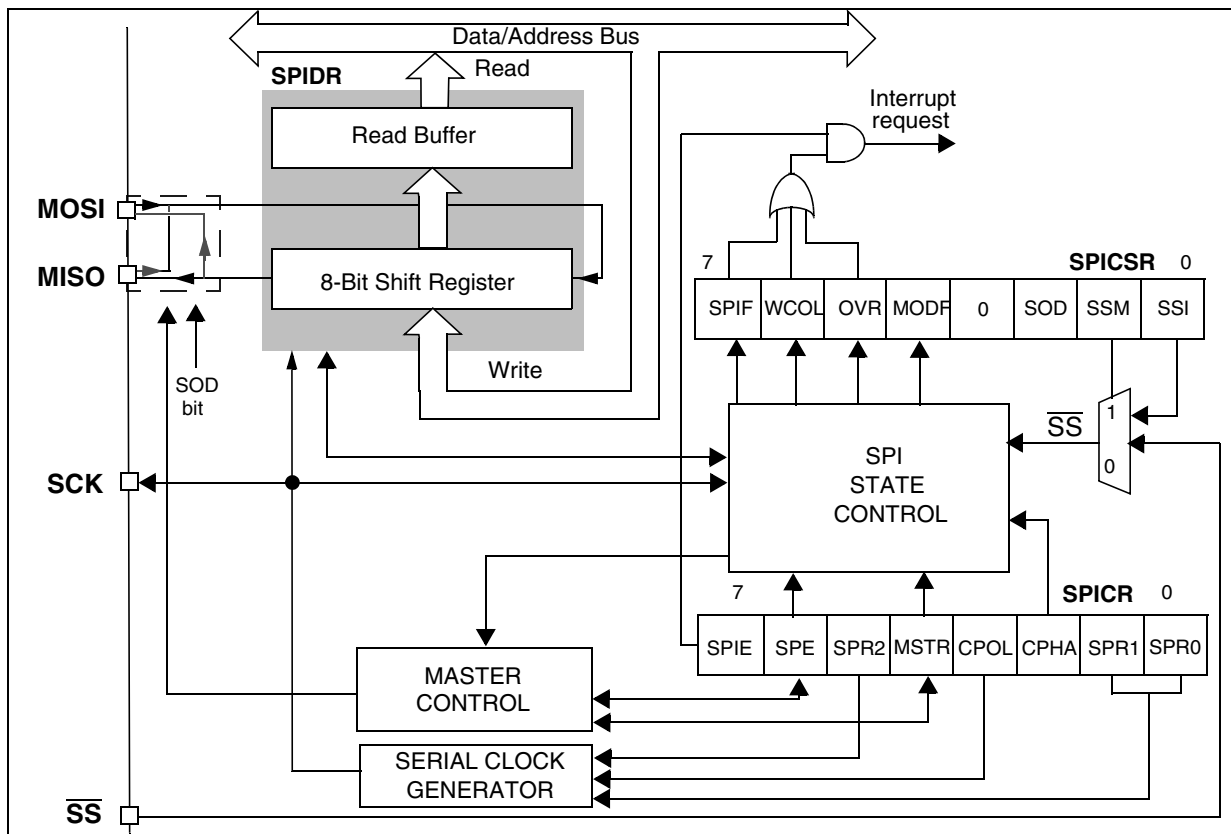 Data/Address Bus
SPIDR
Read
Read Buffer
Interrupt
request
MOSI
MISO
8-Bit Shift Register
7
SPICSR 0
SPIF WCOL OVR MODF 0 SOD SSM SSI
Write
SOD
bit
1
SS
0
SCK
SPI
STATE
CONTROL
7
SPICR 0
SPIE SPE SPR2 MSTR CPOL CPHA SPR1 SPR0
MASTER
CONTROL
SERIAL CLOCK
GENERATOR
SS